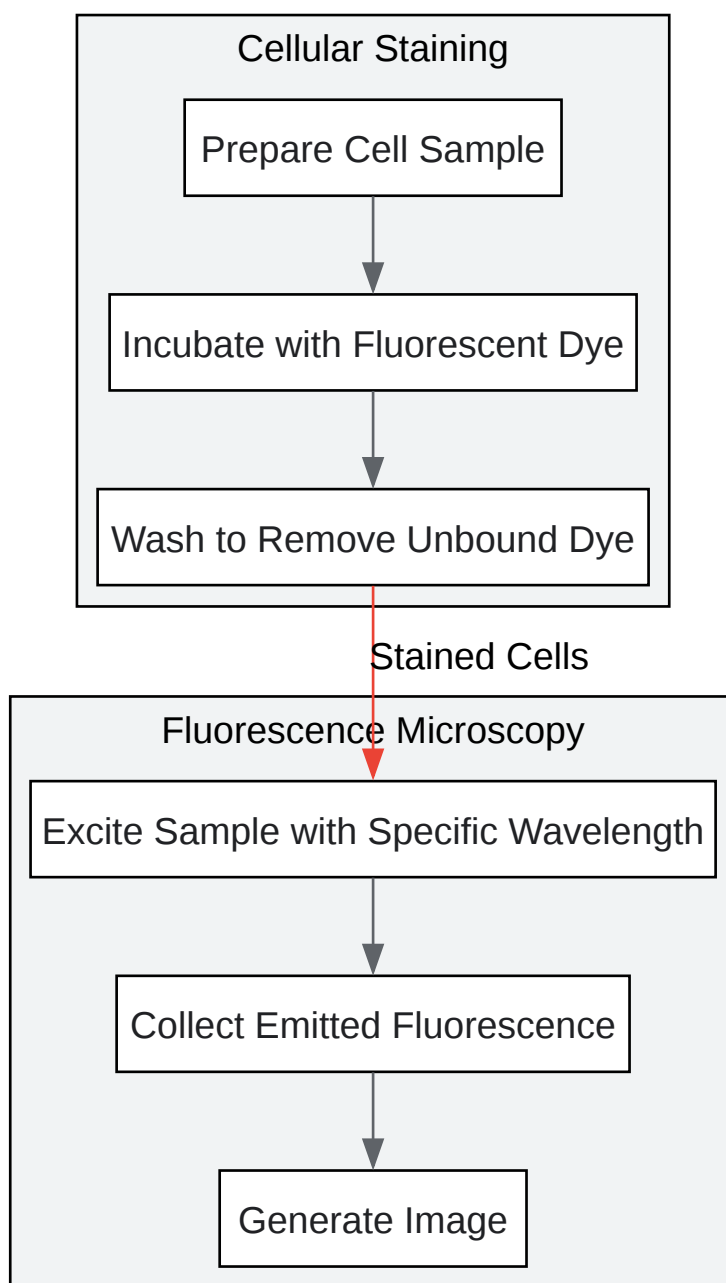 Cellular Staining
Prepare Cell Sample
Incubate with Fluorescent Dye
Wash to Remove Unbound Dye
Stained Cells
Fluorescence Microscopy
Excite Sample with Specific Wavelength
Collect Emitted Fluorescence
Generate Image